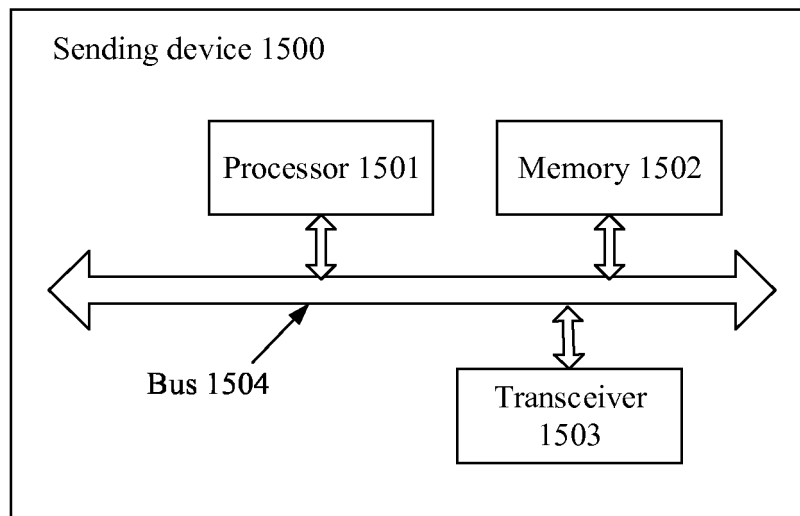 Sending device 1500
Processor 1501
Memory 1502
Bus 1504
Transceiver
1503